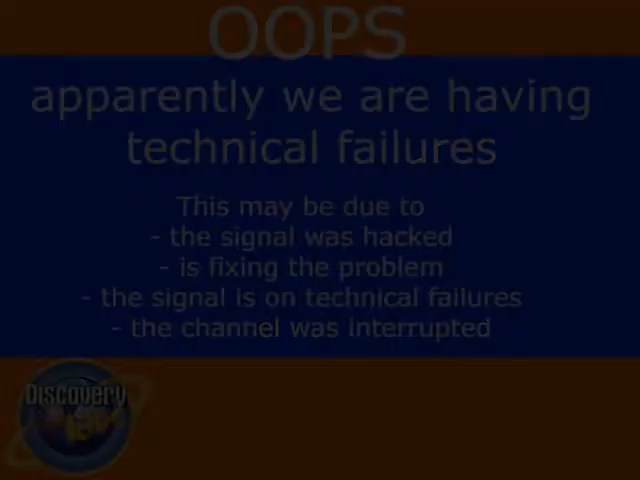 OOPS
apparently we are having
technical failures
This may be due to
- the signal was hacked
- is fixing the problem
- the signal is on technical failures
- the channel was interrupted
Discovery
Kids